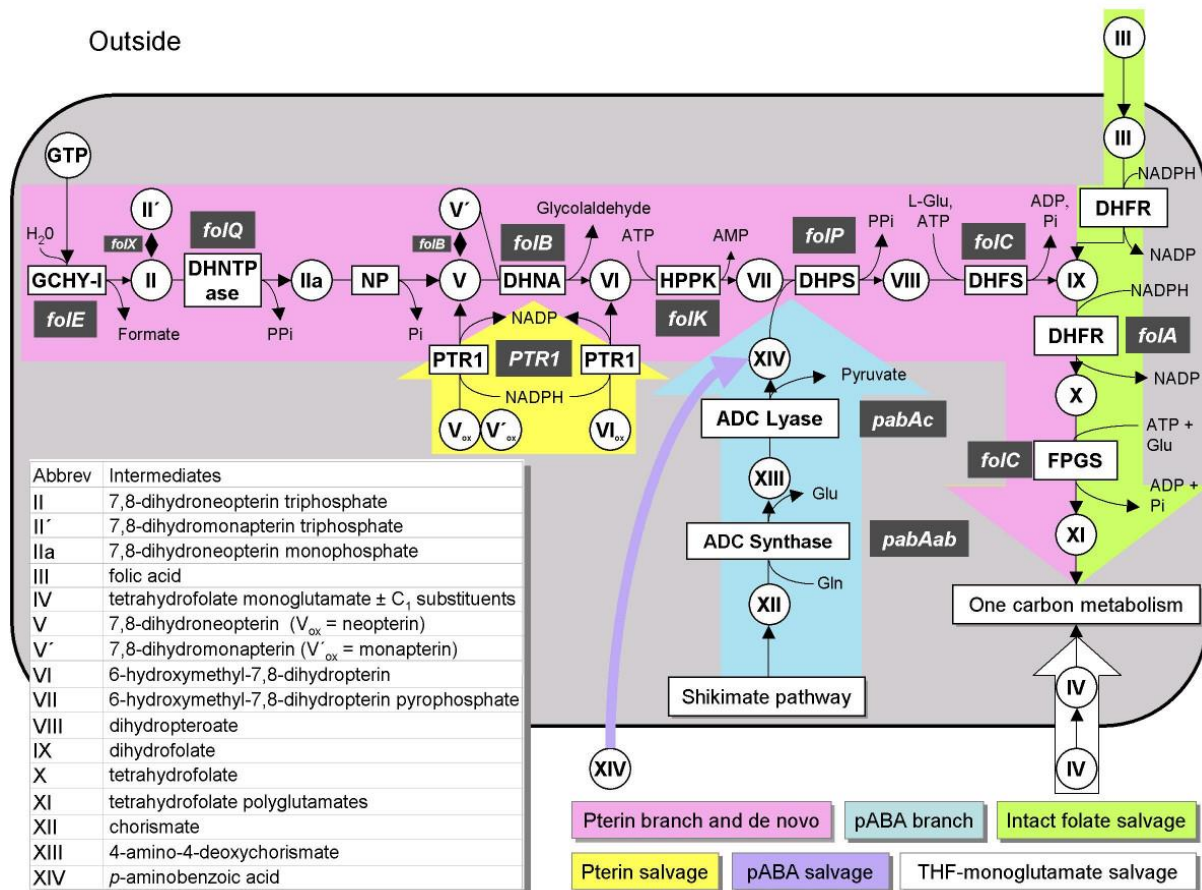 Outside
III
III
NADPH
DHFR
NADP
GTP
II´
V´
Glycolaldehyde
L-Glu,
ATP
ADP,
Pi
H20
folX
folQ
folB
folB
ATP
AMP
folP
PPi
folC
GCHY-I
II
DHNTP
ase
IIa
NP
V
DHNA
VI
HPPK
VII
DHPS
VIII
DHFS
IX
folE
Formate
PPi
Pi
NADP
folK
NADPH
DHFR
folA
NADP
PTR1
PTR1
PTR1
XIV
Pyruvate
X
NADPH
ADC Lyase
pabAc
ATP +
Glu
Vox
V´ox
VIox
folC
FPGS
XIII
Glu
ADP +
Pi
ADC Synthase
pabAab
XI
Gln
XII
One carbon metabolism
Shikimate pathway
IV
XIV
IV
Abbrev Intermediates
II 7,8-dihydroneopterin triphosphate
II´ 7,8-dihydromonapterin triphosphate
IIa 7,8-dihydroneopterin monophosphate
III folic acid
IV tetrahydrofolate monoglutamate ± C1 substituents
V 7,8-dihydroneopterin (Vox = neopterin)
V´ 7,8-dihydromonapterin (V´ox = monapterin)
VI 6-hydroxymethyl-7,8-dihydropterin
VII 6-hydroxymethyl-7,8-dihydropterin pyrophosphate
VIII dihydropteroate
IX dihydrofolate
X tetrahydrofolate
XI tetrahydrofolate polyglutamates
XII chorismate
XIII 4-amino-4-deoxychorismate
XIV p-aminobenzoic acid
Pterin branch and de novo
pABA branch
Intact folate salvage
Pterin salvage
pABA salvage
THF-monoglutamate salvage